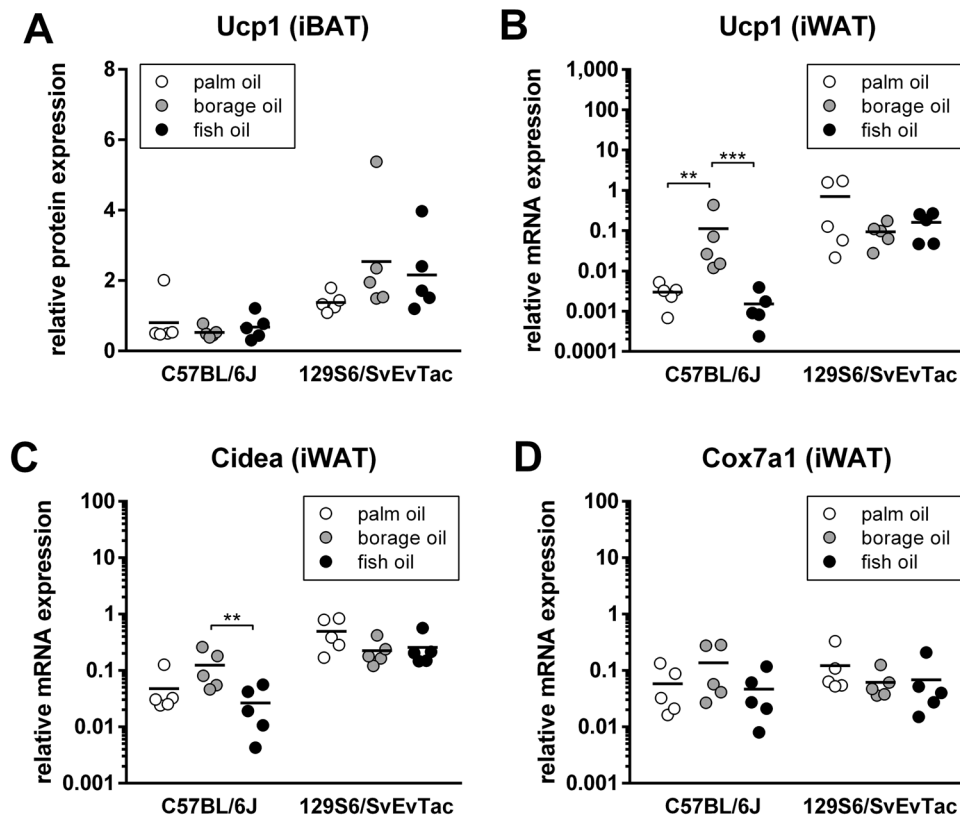 A
Ucp1 (iBAT)
relative protein expression
8
6
4
2
0
palm oil
borage oil
fish oil
C57BL/6J
129S6/SvEvTac
B
Ucp1 (iWAT)
relative mRNA expression
1,000
100
10
1
0.1
0.01
0.001
0.0001
palm oil
borage oil
fish oil
**
***
C57BL/6J
129S6/SvEvTac
C
Cidea (iWAT)
relative mRNA expression
100
10
1
0.1
0.01
0.001
palm oil
borage oil
fish oil
**
C57BL/6J
129S6/SvEvTac
D
Cox7a1 (iWAT)
relative mRNA expression
100
10
1
0.1
0.01
0.001
palm oil
borage oil
fish oil
C57BL/6J
129S6/SvEvTac